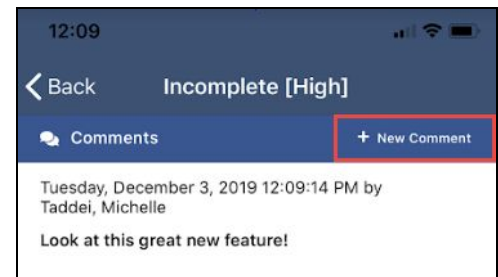 12:09
Back Incomplete [High]
Comments + New Comment
Tuesday, December 3, 2019 12:09:14 PM by
Taddei, Michelle
Look at this great new feature!